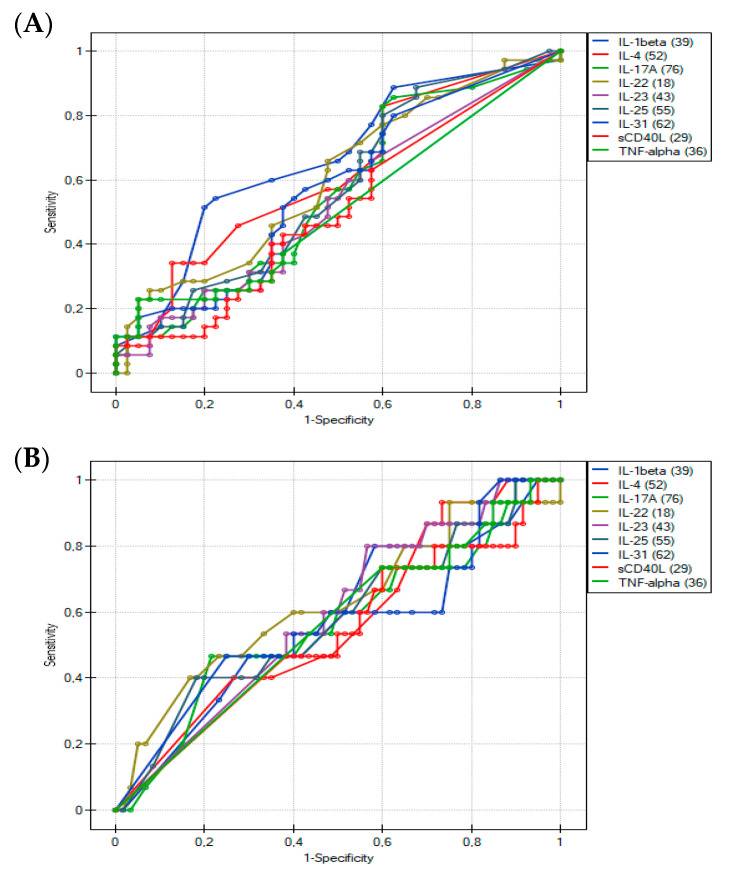 (A)
IL-1beta (39)
IL-4 (52)
IL-17A (76)
IL-22 (18)
IL-23 (43)
IL-25 (55)
IL-31 (62)
sCD40L (29)
TNF-alpha (36)
1
0.8
0.6
0.4
0.2
0
Sensitivity
0 0,2 0,4 0,6 0,8 1
1-Specificity
(B)
IL-1beta (39)
IL-4 (52)
IL-17A (76)
IL-22 (18)
IL-23 (43)
IL-25 (55)
IL-31 (62)
sCD40L (29)
TNF-alpha (36)
1
0.8
0.6
0.4
0.2
0
Sensitivity
0 0,2 0,4 0,6 0,8 1
1-Specificity